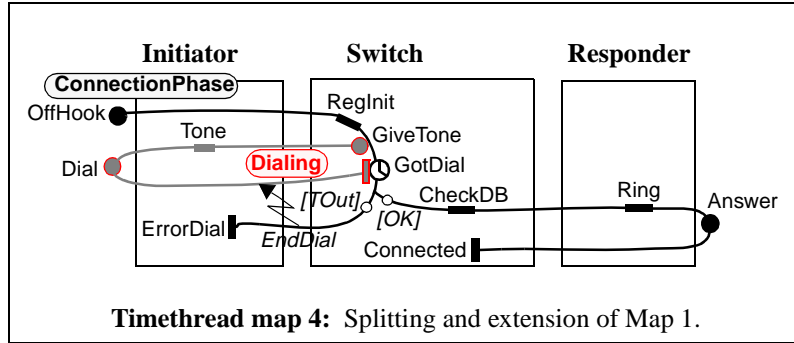 Initiator Switch Responder
ConnectionPhase
OffHook
RegInit
Tone
GiveTone
Dial
Dialing
GotDial
[TOut]
CheckDB
Ring
Answer
[OK]
ErrorDial
EndDial
Connected
Timethread map 4: Splitting and extension of Map 1.